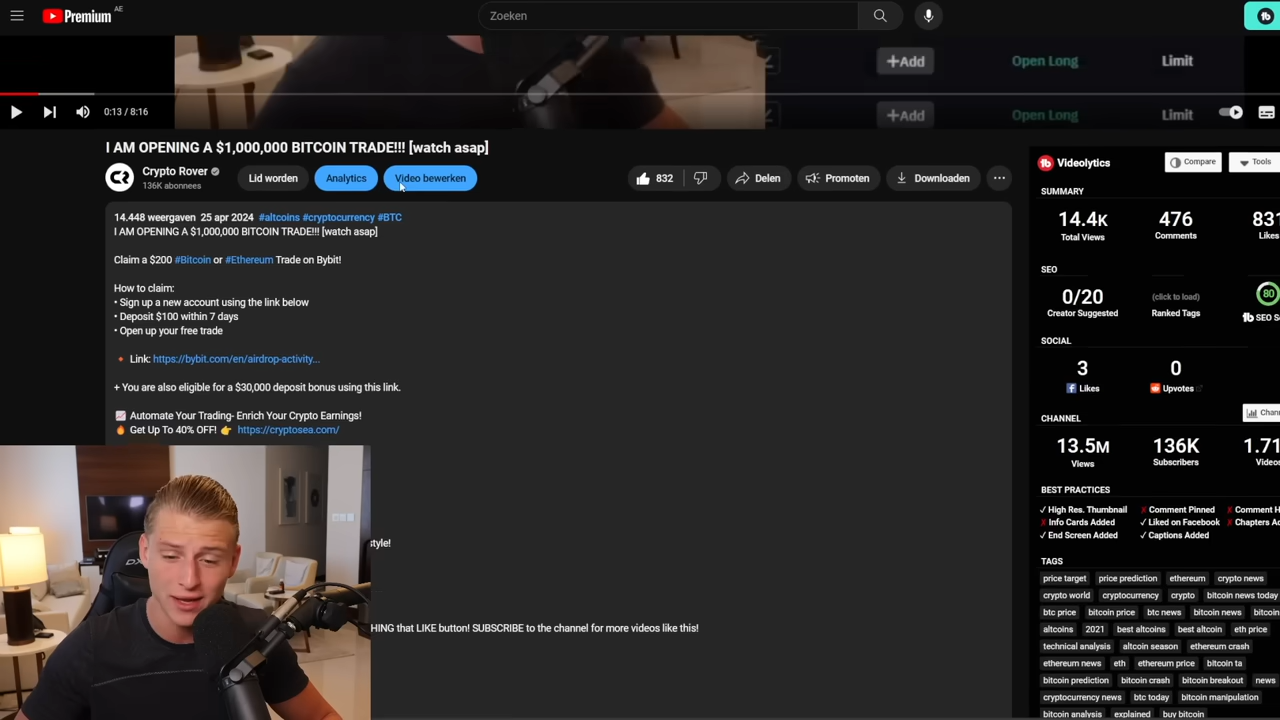 Premium AE
Zoeken
+Add
Open Long
Limit
+Add
Open Long
Limit
0:13 / 8:16
I AM OPENING A $1,000,000 BITCOIN TRADE!!! [watch asap]
Crypto Rover
136K abonnees
Lid worden
Analytics
Video bewerken
832
Delen
Promoten
Downloaden
14.448 weergaven 25 apr 2024 #altcoins #cryptocurrency #BTC
I AM OPENING A $1,000,000 BITCOIN TRADE!!! [watch asap]
Claim a $200 #Bitcoin or #Ethereum Trade on Bybit!
How to claim:
• Sign up a new account using the link below
• Deposit $100 within 7 days
• Open up your free trade
🔸 Link: https://bybit.com/en/airdrop-activity...
+ You are also eligible for a $30,000 deposit bonus using this link.
📈 Automate Your Trading- Enrich Your Crypto Earnings!
🔥 Get Up To 40% OFF! 👉 https://cryptosea.com/
style!
HING that LIKE button! SUBSCRIBE to the channel for more videos like this!
Videolytics
Compare
Tools
SUMMARY
14.4K 476 831
Total Views Comments Likes
SEO
0/20 (click to load) 80
Creator Suggested Ranked Tags SEO S
SOCIAL
3 0
Likes Upvotes
CHANNEL Chan
13.5M 136K 1.71
Views Subscribers Videos
BEST PRACTICES
✓ High Res. Thumbnail ✗ Comment Pinned ✗ Comment H
✗ Info Cards Added ✓ Liked on Facebook ✗ Chapters Ad
✓ End Screen Added ✓ Captions Added
TAGS
price target price prediction ethereum crypto news
crypto world cryptocurrency crypto bitcoin news today
btc price bitcoin price btc news bitcoin news bitcoin
altcoins 2021 best altcoins best altcoin eth price
technical analysis altcoin season ethereum crash
ethereum news eth ethereum price bitcoin ta
bitcoin prediction bitcoin crash bitcoin breakout news
cryptocurrency news btc today bitcoin manipulation
bitcoin analysis explained buy bitcoin